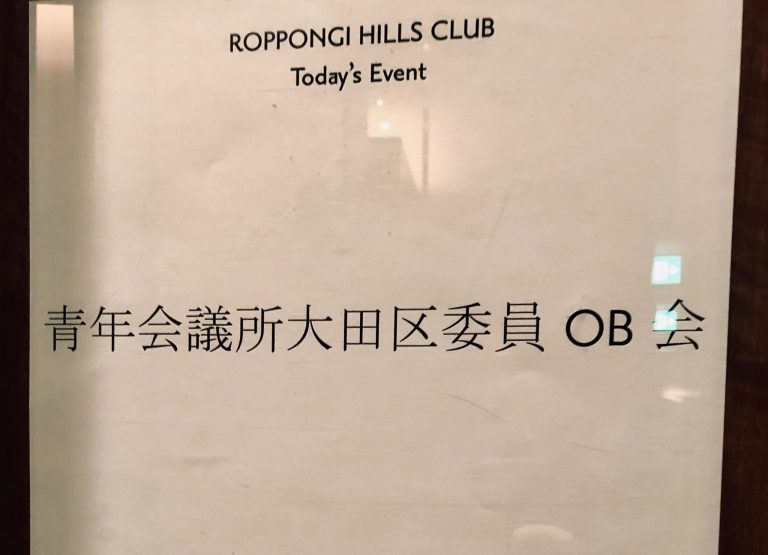 ROPPONGI HILLS CLUB
Today's Event
青年会議所大田区委員 OB 会